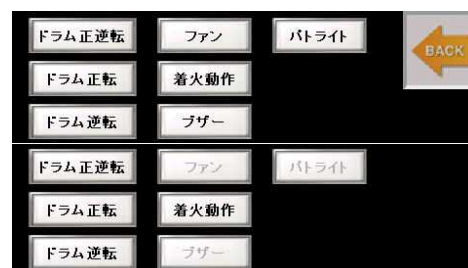 ドラム正逆転 ファン パトライト BACK
ドラム正転 着火動作
ドラム逆転 ブザー
ドラム正逆転 ファン パトライト
ドラム正転 着火動作
ドラム逆転 ブザー